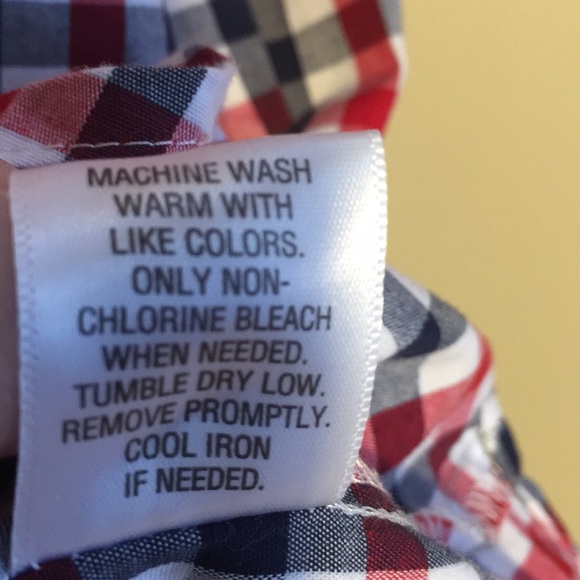 MACHINE WASH
WARM WITH
LIKE COLORS.
ONLY NON-
CHLORINE BLEACH
WHEN NEEDED.
TUMBLE DRY LOW.
REMOVE PROMPTLY.
COOL IRON
IF NEEDED.